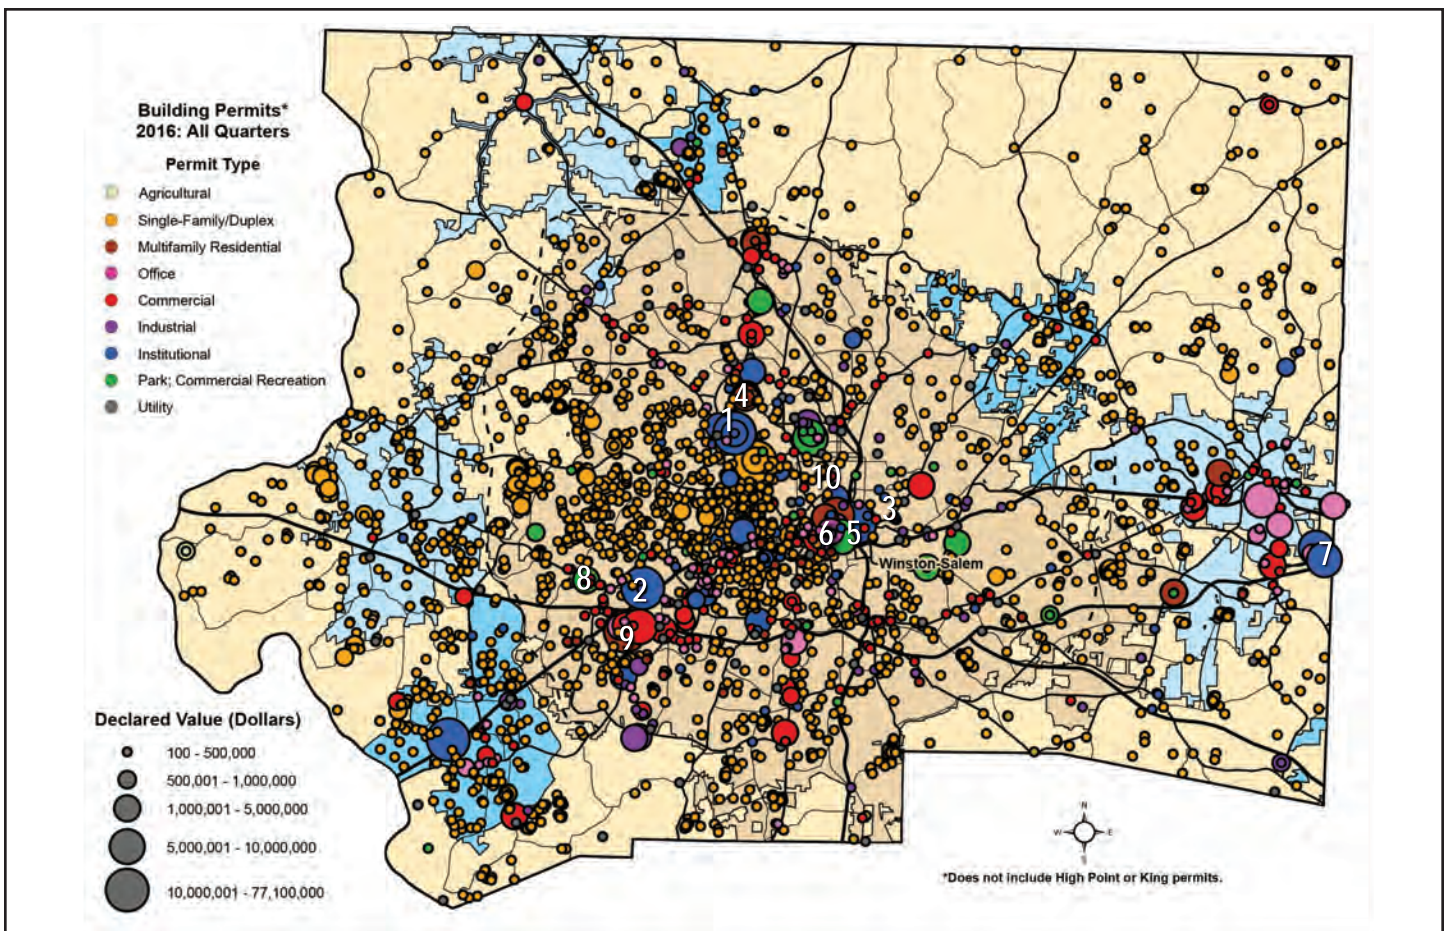 Building Permits*
2016: All Quarters
Permit Type
Agricultural
Single-Family/Duplex
Multifamily Residential
Office
Commercial
Industrial
Institutional
Park; Commercial Recreation
Utility
4
1
10
3
6
5
Winston-Salem
7
8
2
9
Declared Value (Dollars)
100 - 500,000
500,001 - 1,000,000
1,000,001 - 5,000,000
5,000,001 - 10,000,000
10,000,001 - 77,100,000
N
W
E
S
*Does not include High Point or King permits.